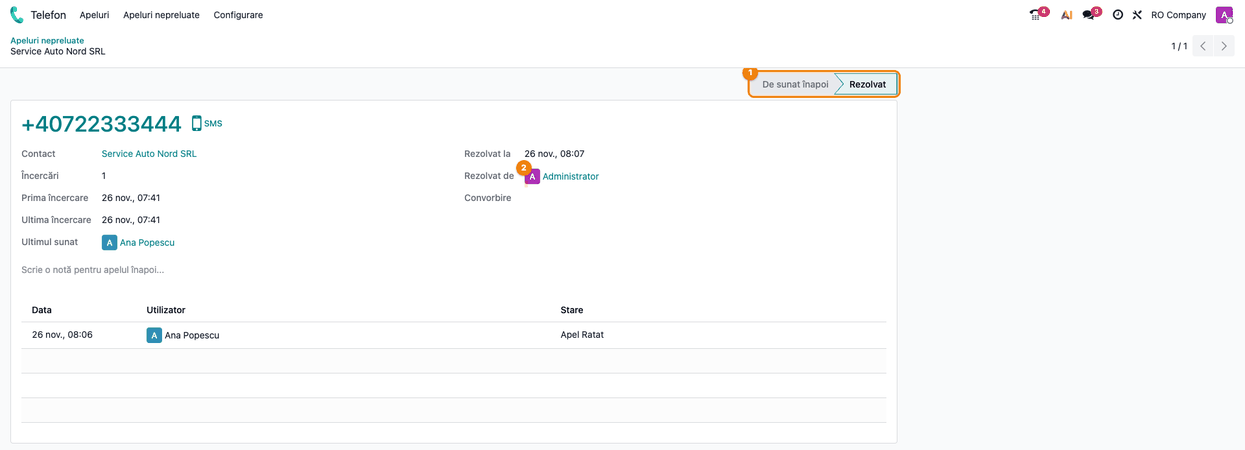 Telefon Apeluri Apeluri nepreluate Configurare 4 AI 3 RO Company A
Apeluri nepreluate
Service Auto Nord SRL
1 / 1
1
De sunat înapoi Rezolvat
+40722333444 SMS
Contact Service Auto Nord SRL Rezolvat la 26 nov., 08:07
2
Încercări 1 Rezolvat de A Administrator
Prima încercare 26 nov., 07:41 Convorbire
Ultima încercare 26 nov., 07:41
Ultimul sunat A Ana Popescu
Scrie o notă pentru apelul înapoi...
Data Utilizator Stare
26 nov., 08:06 A Ana Popescu Apel Ratat